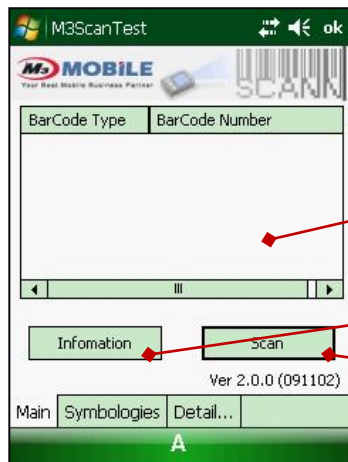 M3ScanTest ok
M3 MOBILE
Your Best Mobile Business Partner
SCANN
BarCode Type BarCode Number
Infomation Scan
Ver 2.0.0 (091102)
Main Symbologies Detail...
A